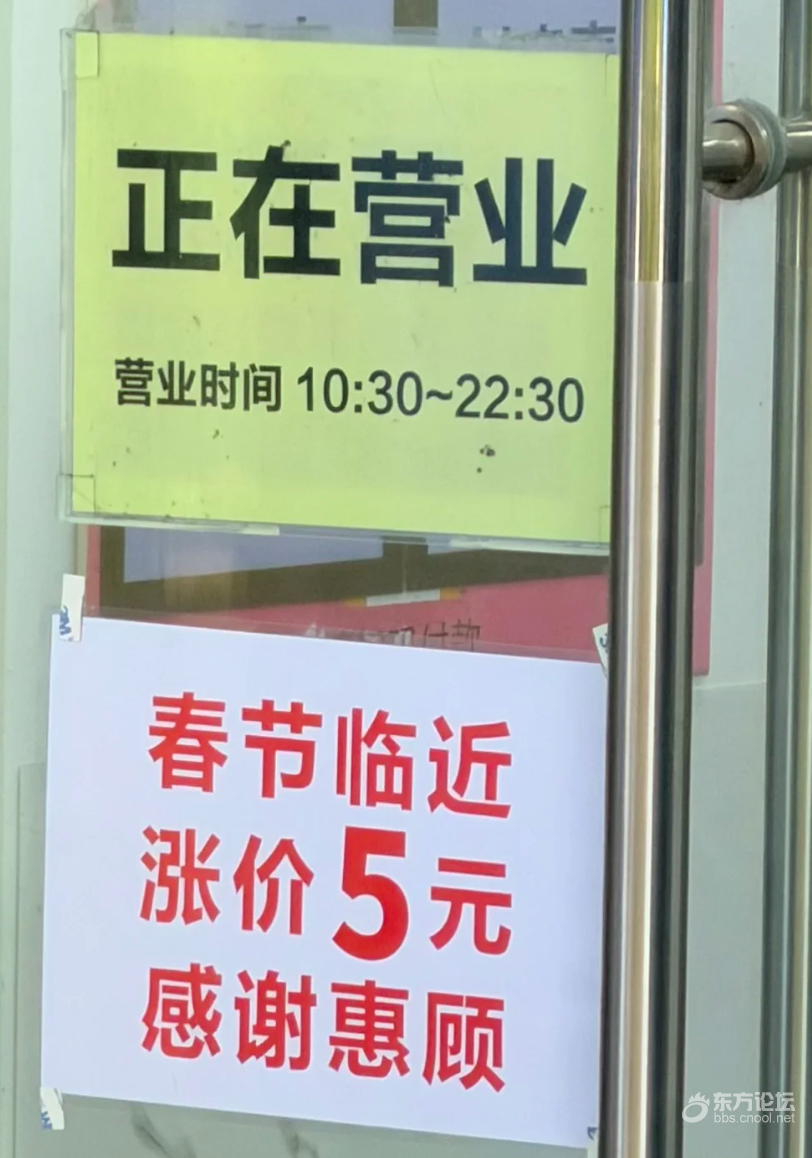 正在营业
营业时间 10:30~22:30
春节临近
涨价5元
感谢惠顾
东方论坛
bbs.cnool.net